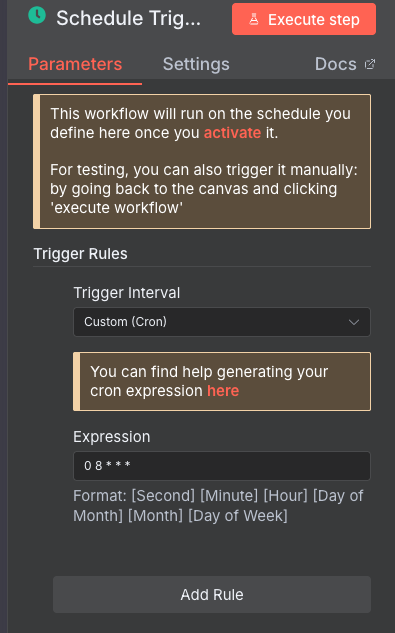 Schedule Trig...
Execute step
Parameters
Settings
Docs
This workflow will run on the schedule you
define here once you activate it.
For testing, you can also trigger it manually:
by going back to the canvas and clicking
'execute workflow'
Trigger Rules
Trigger Interval
Custom (Cron)
You can find help generating your
cron expression here
Expression
0 8 * * *
Format: [Second] [Minute] [Hour] [Day of
Month] [Month] [Day of Week]
Add Rule